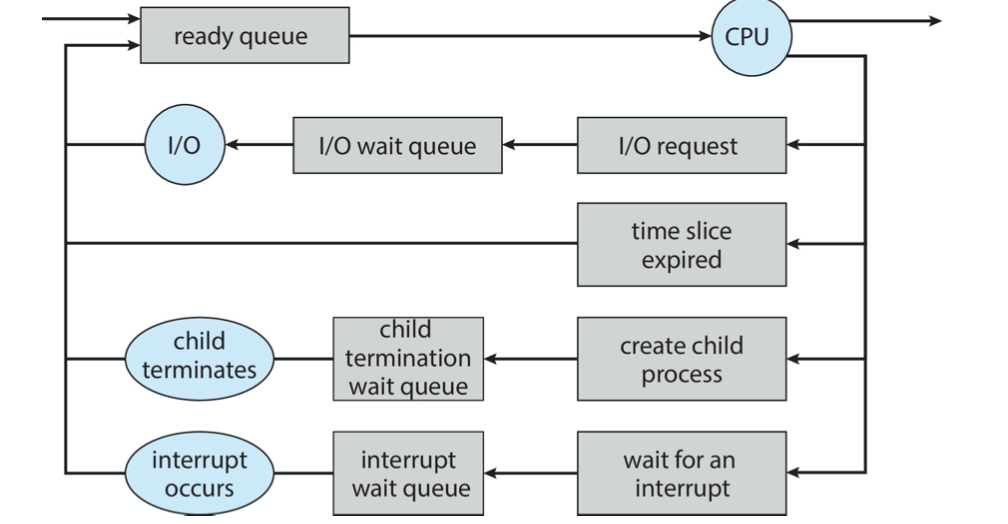 ready queue
CPU
I/O
I/O wait queue
I/O request
time slice
expired
child
terminates
child
termination
wait queue
create child
process
interrupt
occurs
interrupt
wait queue
wait for an
interrupt